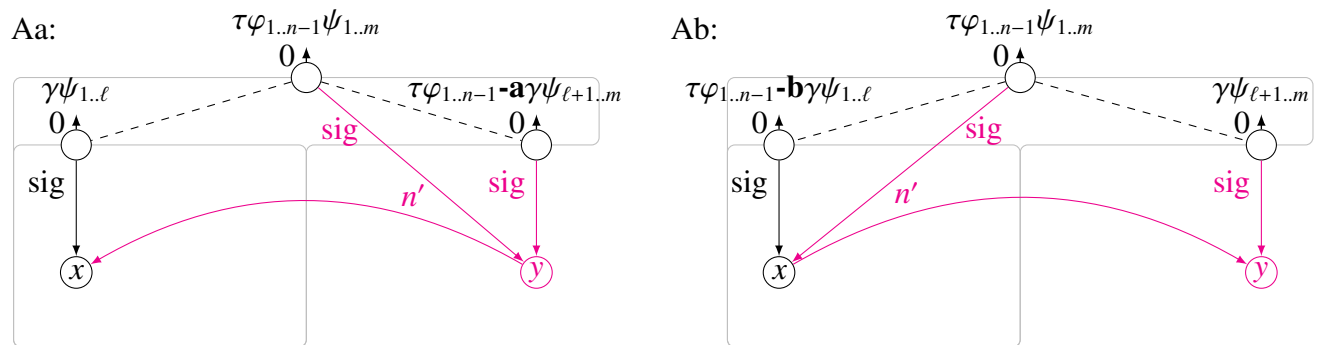 Aa: τφ₁..ₙ₋₁ψ₁..ₘ
0
γψ₁..ℓ τφ₁..ₙ₋₁-aγψℓ₊₁..ₘ
0 0
sig sig sig
n′
x y
Ab: τφ₁..ₙ₋₁ψ₁..ₘ
0
τφ₁..ₙ₋₁-bγψ₁..ℓ γψℓ₊₁..ₘ
0 0
sig sig sig
n′
x y